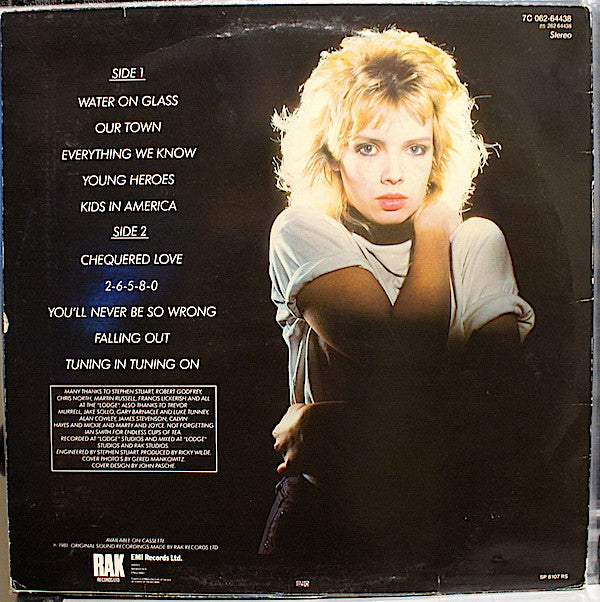 7C 062-64438
262 64438
Stereo
SIDE 1
WATER ON GLASS
OUR TOWN
EVERYTHING WE KNOW
YOUNG HEROES
KIDS IN AMERICA
SIDE 2
CHEQUERED LOVE
2-6-5-8-0
YOU'LL NEVER BE SO WRONG
FALLING OUT
TUNING IN TUNING ON
MANY THANKS TO STEPHEN STUART, ROBERT GODFREY,
CHRIS NORTH, MARTIN RUSSELL, FRANCIS LICKERISH AND ALL
AT THE "LODGE". ALSO THANKS TO TREVOR
MURRELL, JAKE SOLLO, GARY BARNACLE AND LUKE TUNNEY,
ALAN COWLEY, JAMES STEVENSON, CALVIN
HAYES AND MICKIE AND MARTY AND JOYCE. NOT FORGETTING
IAN SMITH FOR ENDLESS CUPS OF TEA.
RECORDED AT "LODGE" STUDIOS AND MIXED AT "LODGE"
STUDIOS AND RAK STUDIOS.
ENGINEERED BY STEPHEN STUART. PRODUCED BY RICKY WILDE.
COVER PHOTO'S BY GERED MANKOWITZ.
COVER DESIGN BY JOHN PASCHE.
AVAILABLE ON CASSETTE
℗ 1981. ORIGINAL SOUND RECORDINGS MADE BY RAK RECORDS LTD
RAK
RECORDS LTD
EMI Records Ltd.
SP 8107 RS